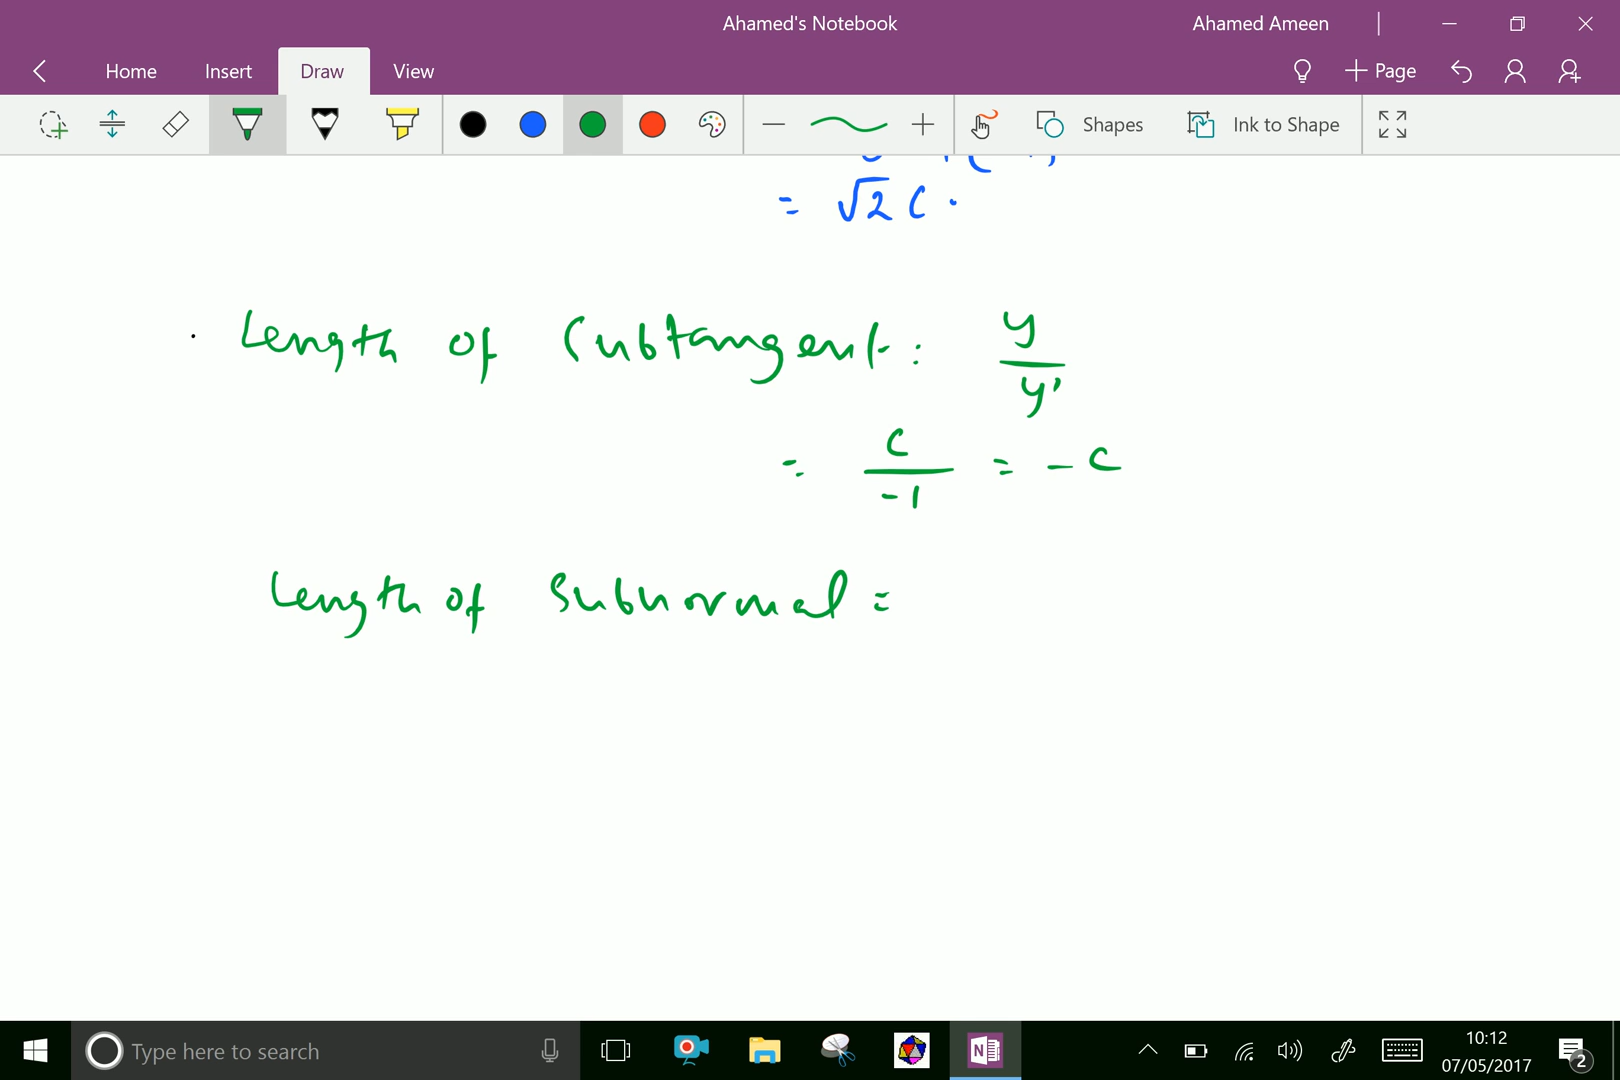 Ahamed's Notebook
Ahamed Ameen
Home Insert Draw View
Page
Shapes Ink to Shape
= √2 c.
Length of Subtangent : y/y'
= c/-1 = -c
Length of Subnormal =
Type here to search
10:12
07/05/2017
2